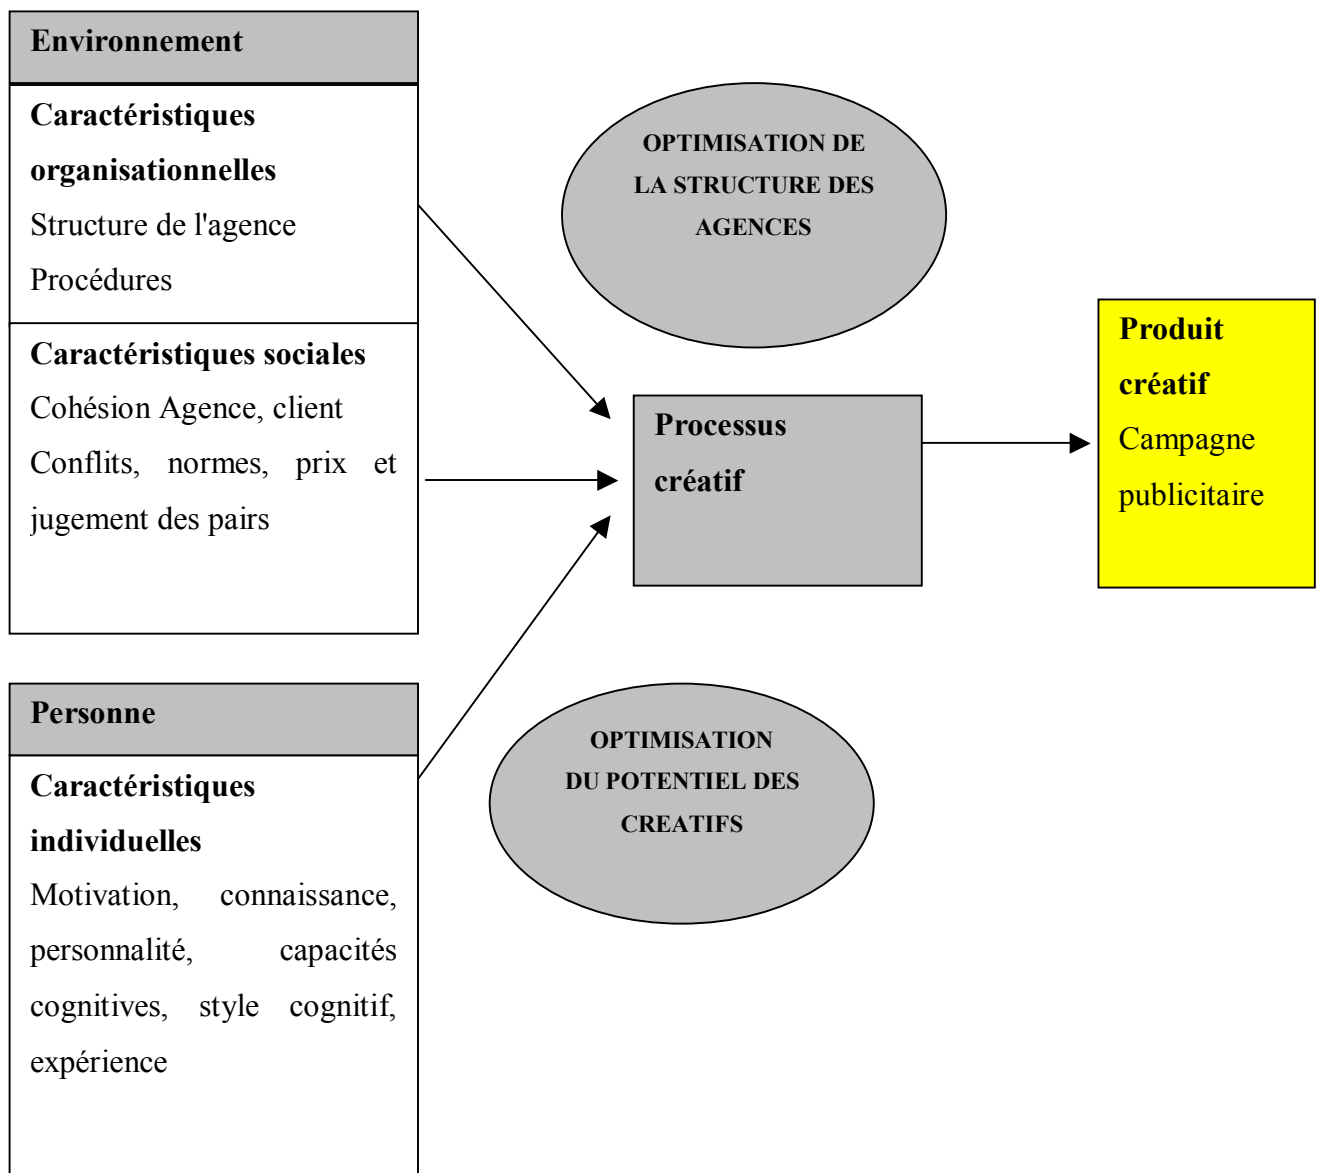 Environnement
Caractéristiques
organisationnelles
Structure de l'agence
Procédures
Caractéristiques sociales
Cohésion Agence, client
Conflits, normes, prix et
jugement des pairs
OPTIMISATION DE
LA STRUCTURE DES
AGENCES
Processus
créatif
Produit
créatif
Campagne
publicitaire
Personne
Caractéristiques
individuelles
Motivation, connaissance,
personnalité, capacités
cognitives, style cognitif,
expérience
OPTIMISATION
DU POTENTIEL DES
CREATIFS